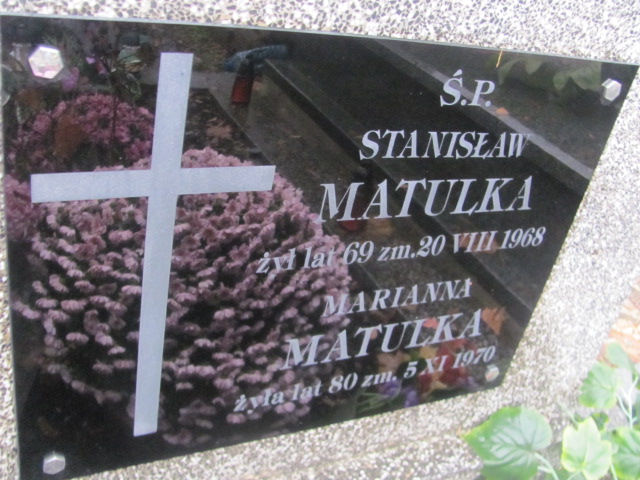 Ś.P.
STANISŁAW
MATULKA
żył lat 69 zm.20 VIII 1968
MARIANNA
MATULKA
żyła lat 80 zm. 5 XI 1970